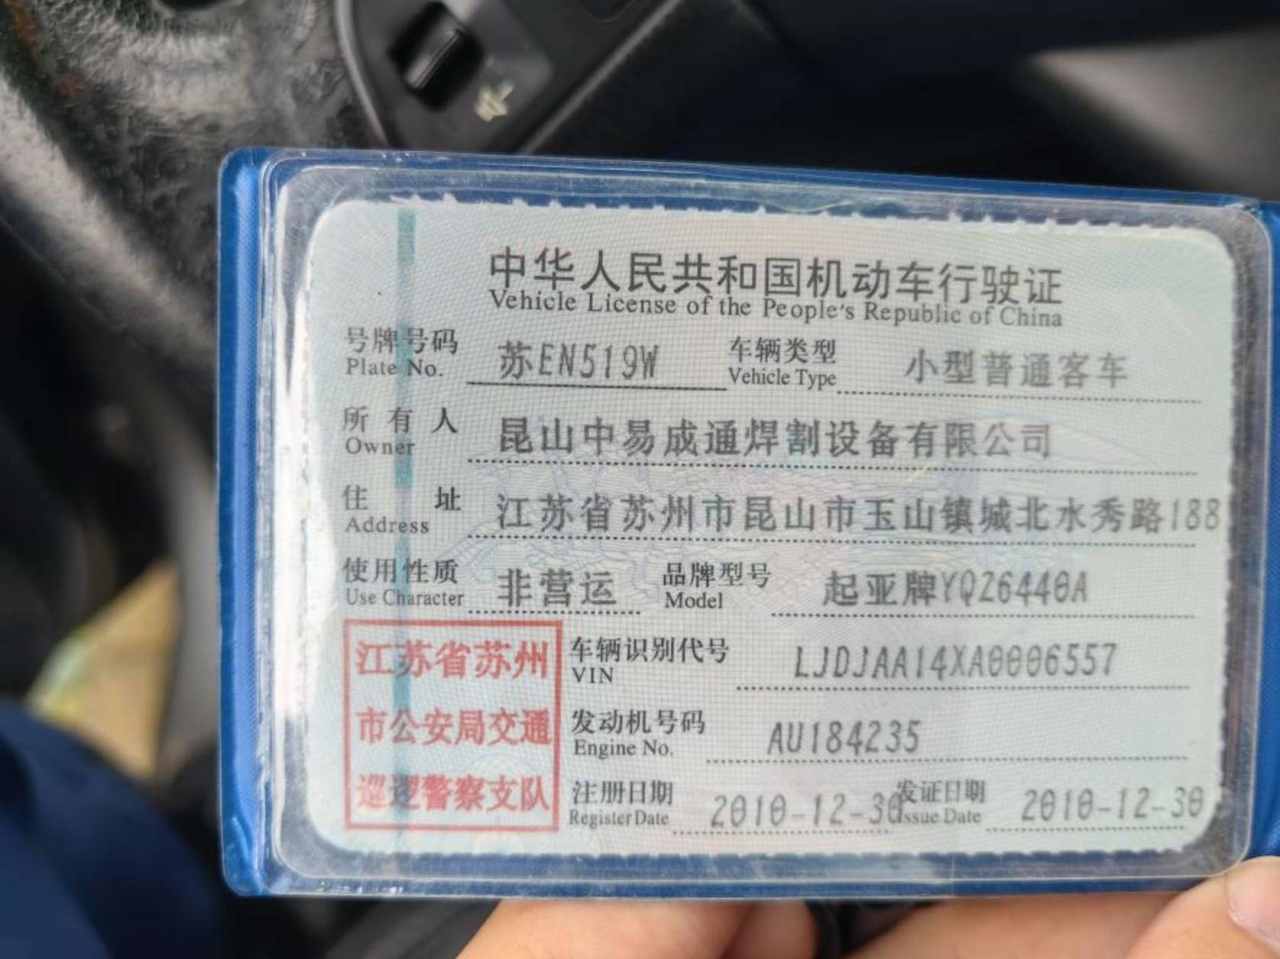 中华人民共和国机动车行驶证
Vehicle License of the People's Republic of China
号牌号码 苏EN519W 车辆类型 小型普通客车
Plate No. Vehicle Type
所有人 昆山中易成通焊割设备有限公司
Owner
住址 江苏省苏州市昆山市玉山镇城北水秀路188
Address
使用性质 非营运 品牌型号 起亚牌YQZ6440A
Use Character Model
江苏省苏州
市公安局交通
巡逻警察支队
车辆识别代号 LJDJAA14XA0006557
VIN
发动机号码 AU184235
Engine No.
注册日期 2010-12-30 发证日期 2010-12-30
Register Date Issue Date